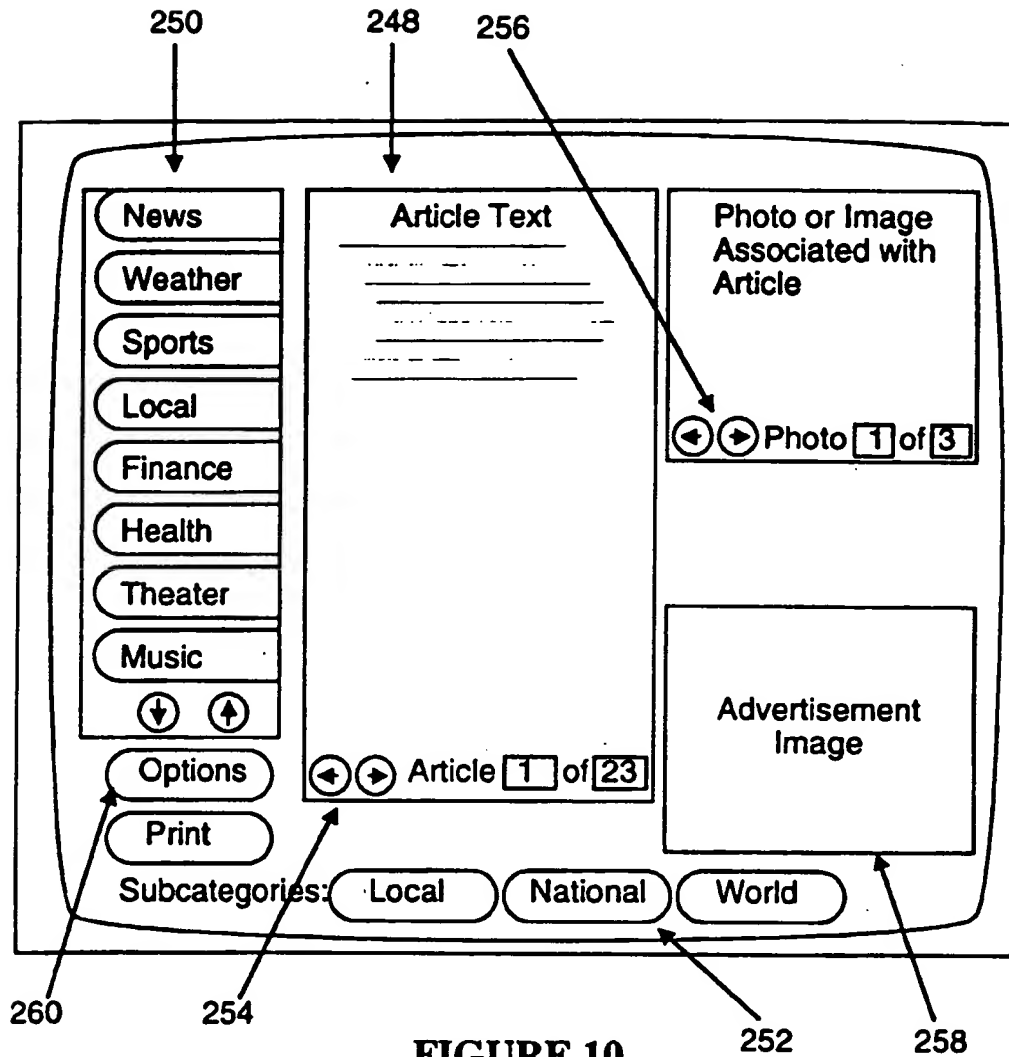 250
248
256
News
Weather
Sports
Local
Finance
Health
Theater
Music
Options
Print
Article Text
Article 1 of 23
Photo or Image
Associated with
Article
Photo 1 of 3
Advertisement
Image
Subcategories: Local National World
260
254
252
258
FIGURE 10